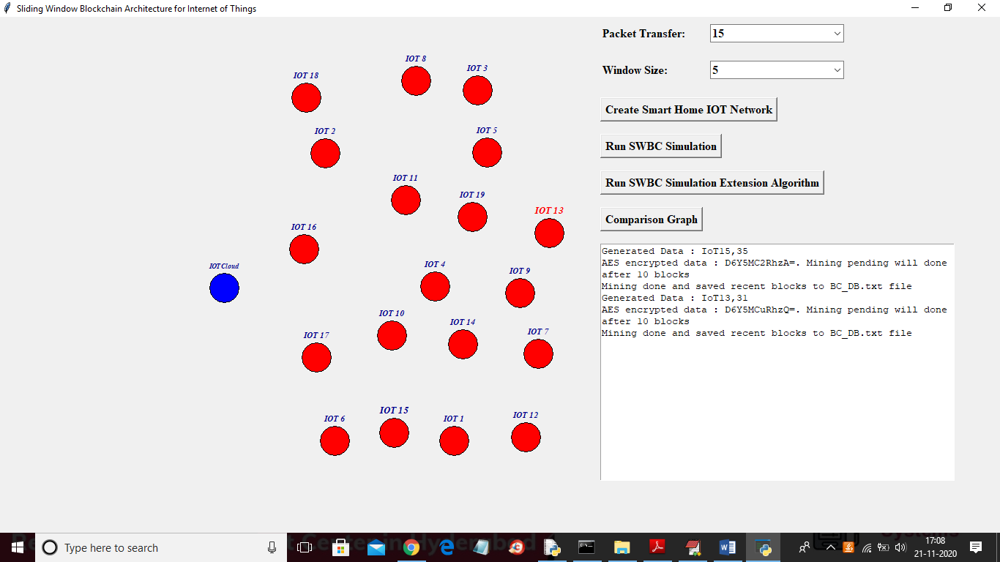 Sliding Window Blockchain Architecture for Internet of Things
Packet Transfer: 15
Window Size: 5
Create Smart Home IOT Network
Run SWBC Simulation
Run SWBC Simulation Extension Algorithm
Comparison Graph
IOT 8
IOT 3
IOT 18
IOT 2
IOT 5
IOT 11
IOT 19
IOT 13
IOT 16
IOT Cloud
IOT 4
IOT 9
IOT 10
IOT 14
IOT 17
IOT 7
IOT 15
IOT 6
IOT 1
IOT 12
Generated Data : IoT15,35
AES encrypted data : D6Y5MC2RhzA=. Mining pending will done
after 10 blocks
Mining done and saved recent blocks to BC_DB.txt file
Generated Data : IoT13,31
AES encrypted data : D6Y5MCuRhzQ=. Mining pending will done
after 10 blocks
Mining done and saved recent blocks to BC_DB.txt file
Type here to search
17:08
21-11-2020